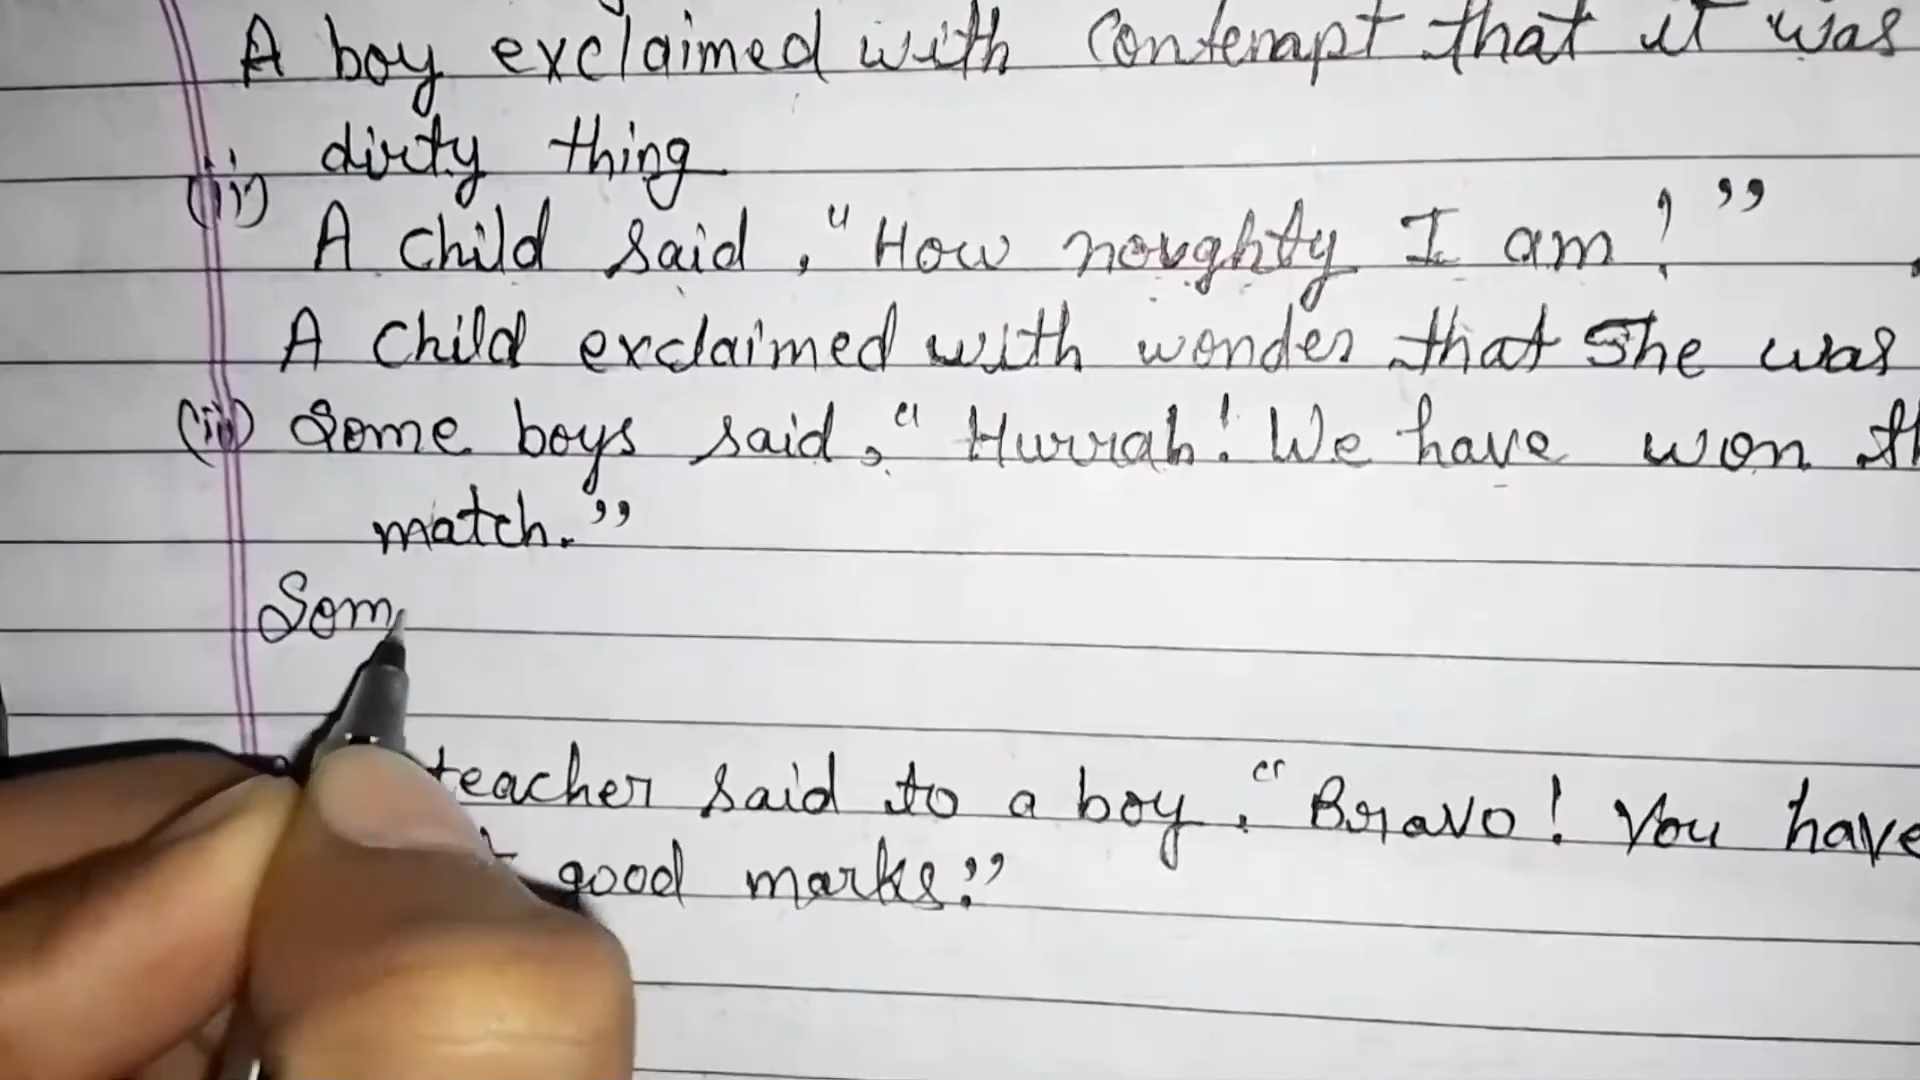 A boy exclaimed with contempt that it was
dirty thing
(ii)
A child said, "How noughty I am!"
A child exclaimed with wonder that She was
(iii) Some boys said, "Hurrah! We have won th
match."
Som
teacher said to a boy, "Bravo! You have
good marks."